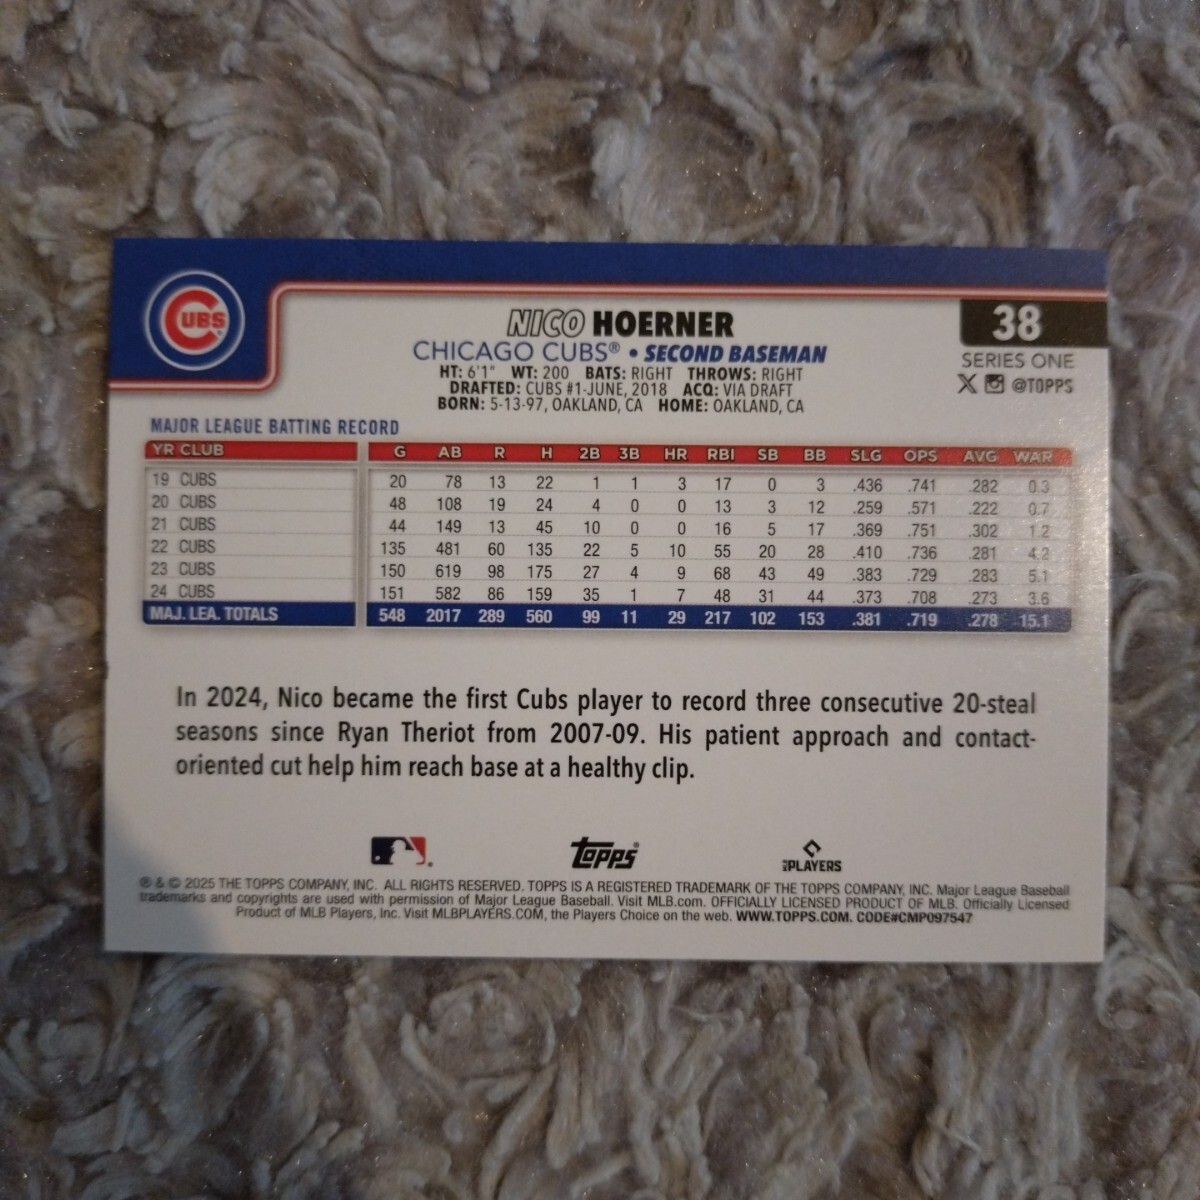 CUBS
NICO HOERNER
38
CHICAGO CUBS® • SECOND BASEMAN
SERIES ONE
HT: 6'1" WT: 200 BATS: RIGHT THROWS: RIGHT
@TOPPS
DRAFTED: CUBS #1-JUNE, 2018 ACQ: VIA DRAFT
BORN: 5-13-97, OAKLAND, CA HOME: OAKLAND, CA
MAJOR LEAGUE BATTING RECORD
YR CLUB G AB R H 2B 3B HR RBI SB BB SLG OPS AVG WAR
19 CUBS 20 78 13 22 1 1 3 17 0 3 .436 .741 .282 0.3
20 CUBS 48 108 19 24 4 0 0 13 3 12 .259 .571 .222 0.7
21 CUBS 44 149 13 45 10 0 0 16 5 17 .369 .751 .302 1.2
22 CUBS 135 481 60 135 22 5 10 55 20 28 .410 .736 .281 4.2
23 CUBS 150 619 98 175 27 4 9 68 43 49 .383 .729 .283 5.1
24 CUBS 151 582 86 159 35 1 7 48 31 44 .373 .708 .273 3.6
MAJ. LEA. TOTALS 548 2017 289 560 99 11 29 217 102 153 .381 .719 .278 15.1
In 2024, Nico became the first Cubs player to record three consecutive 20-steal
seasons since Ryan Theriot from 2007-09. His patient approach and contact-
oriented cut help him reach base at a healthy clip.
topps®
MLB PLAYERS
® & © 2025 THE TOPPS COMPANY, INC. ALL RIGHTS RESERVED. TOPPS IS A REGISTERED TRADEMARK OF THE TOPPS COMPANY, INC. Major League Baseball
trademarks and copyrights are used with permission of Major League Baseball. Visit MLB.com. OFFICIALLY LICENSED PRODUCT OF MLB. Officially Licensed
Product of MLB Players, Inc. Visit MLBPLAYERS.COM, the Players Choice on the web. WWW.TOPPS.COM. CODE#CMP097547